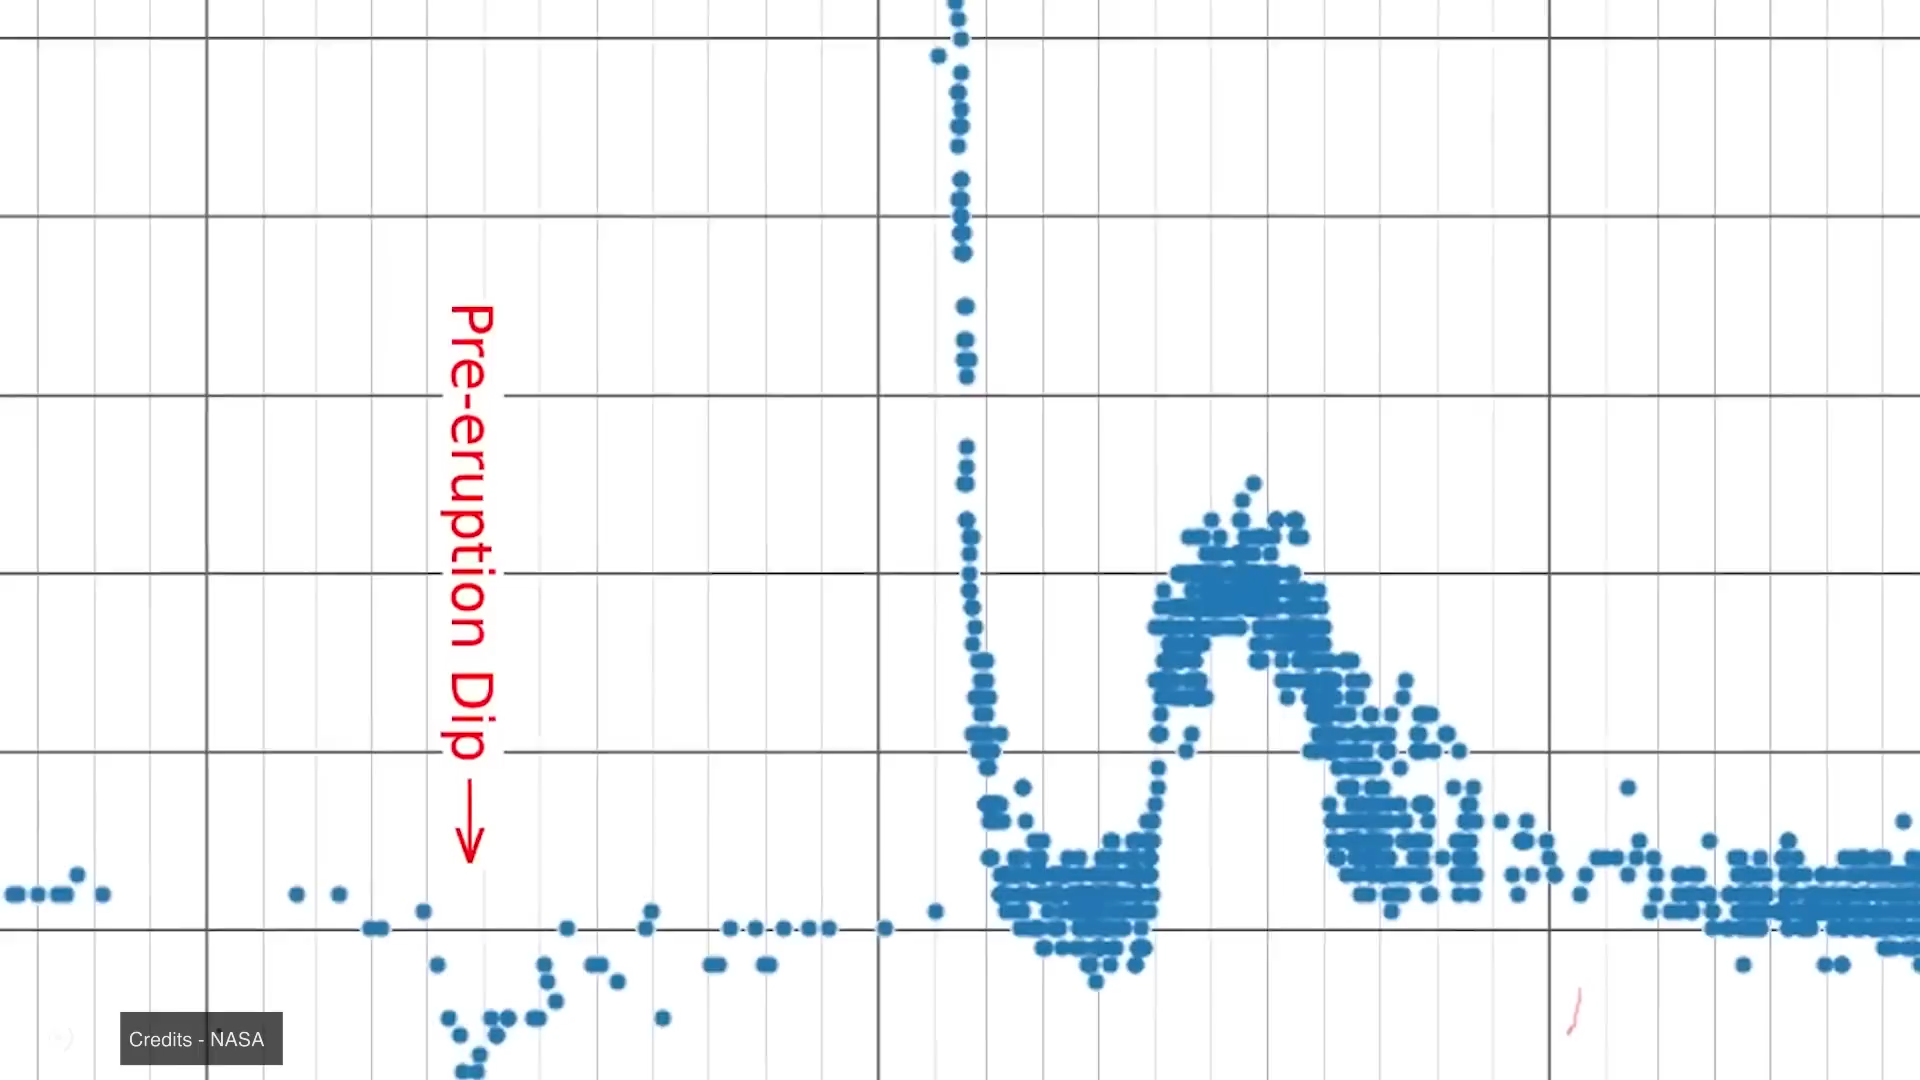 Pre-eruption Dip →
Credits - NASA